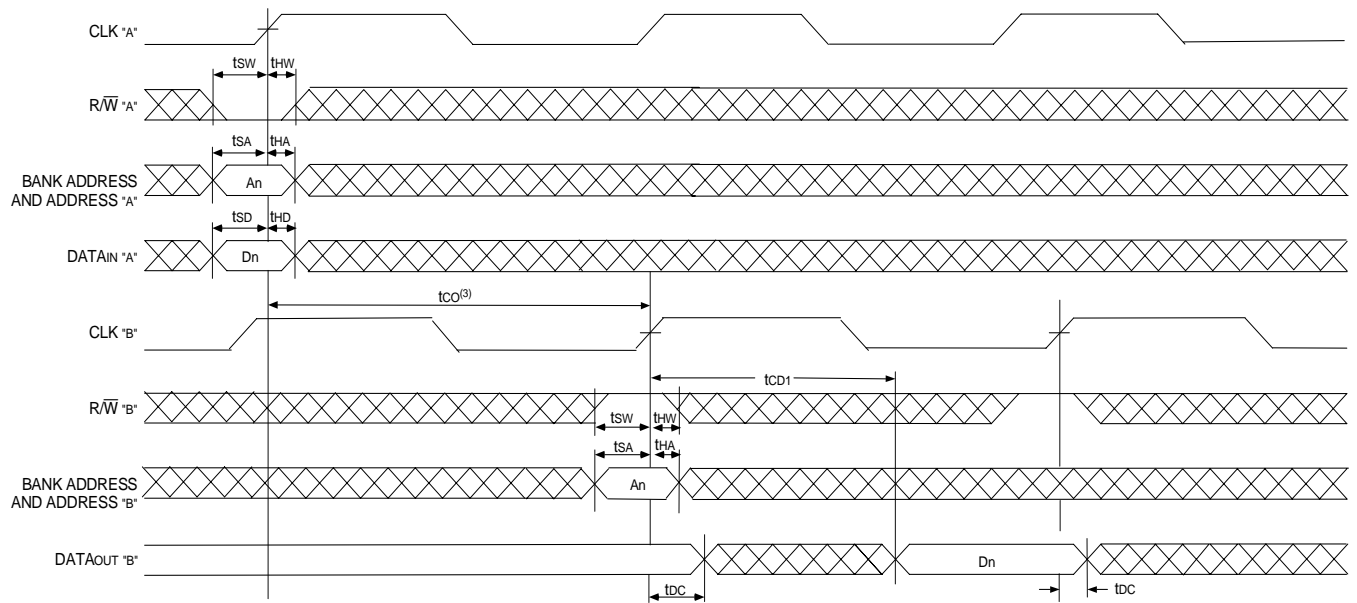 CLK "A"
tSW tHW
R/W̅ "A"
tSA tHA
BANK ADDRESS
AND ADDRESS "A"
An
tSD tHD
DATAIN "A"
Dn
tCO(3)
CLK "B"
tCD1
R/W̅ "B"
tSW tHW
tSA tHA
BANK ADDRESS
AND ADDRESS "B"
An
DATAOUT "B"
Dn
tDC tDC